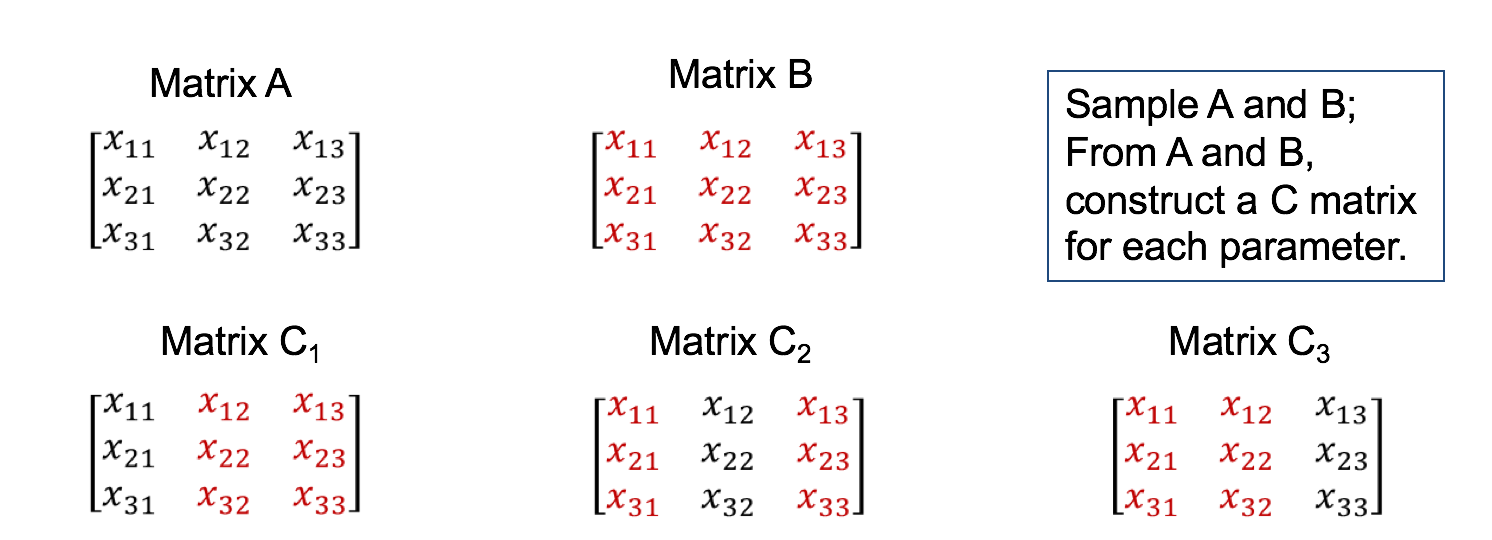 Matrix A
Matrix B
Sample A and B;
From A and B,
construct a C matrix
for each parameter.
[x₁₁ x₁₂ x₁₃]
[x₂₁ x₂₂ x₂₃]
[x₃₁ x₃₂ x₃₃]
[x₁₁ x₁₂ x₁₃]
[x₂₁ x₂₂ x₂₃]
[x₃₁ x₃₂ x₃₃]
Matrix C₁
Matrix C₂
Matrix C₃
[x₁₁ x₁₂ x₁₃]
[x₂₁ x₂₂ x₂₃]
[x₃₁ x₃₂ x₃₃]
[x₁₁ x₁₂ x₁₃]
[x₂₁ x₂₂ x₂₃]
[x₃₁ x₃₂ x₃₃]
[x₁₁ x₁₂ x₁₃]
[x₂₁ x₂₂ x₂₃]
[x₃₁ x₃₂ x₃₃]